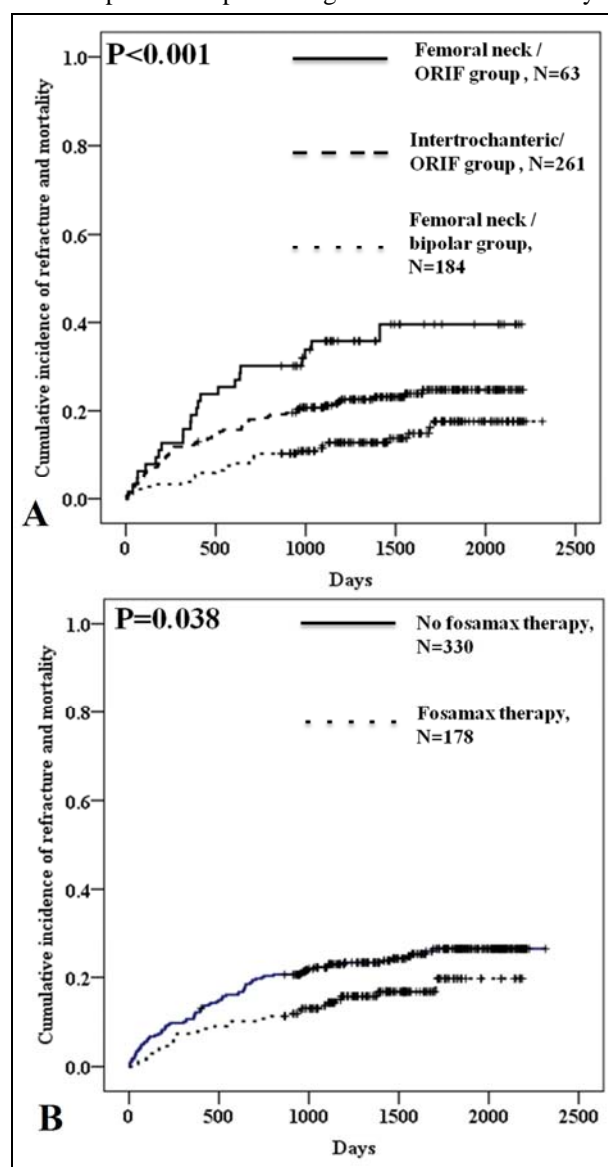 P<0.001
Femoral neck /
ORIF group , N=63
Intertrochanteric/
ORIF group , N=261
Femoral neck /
bipolar group,
N=184
Cumulative incidence of refracture and mortality
1.0
0.8
0.6
0.4
0.2
0.0
0 500 1000 1500 2000 2500
Days
A
P=0.038
No fosamax therapy,
N=330
Fosamax therapy,
N=178
Cumulative incidence of refracture and mortality
1.0
0.8
0.6
0.4
0.2
0.0
0 500 1000 1500 2000 2500
Days
B